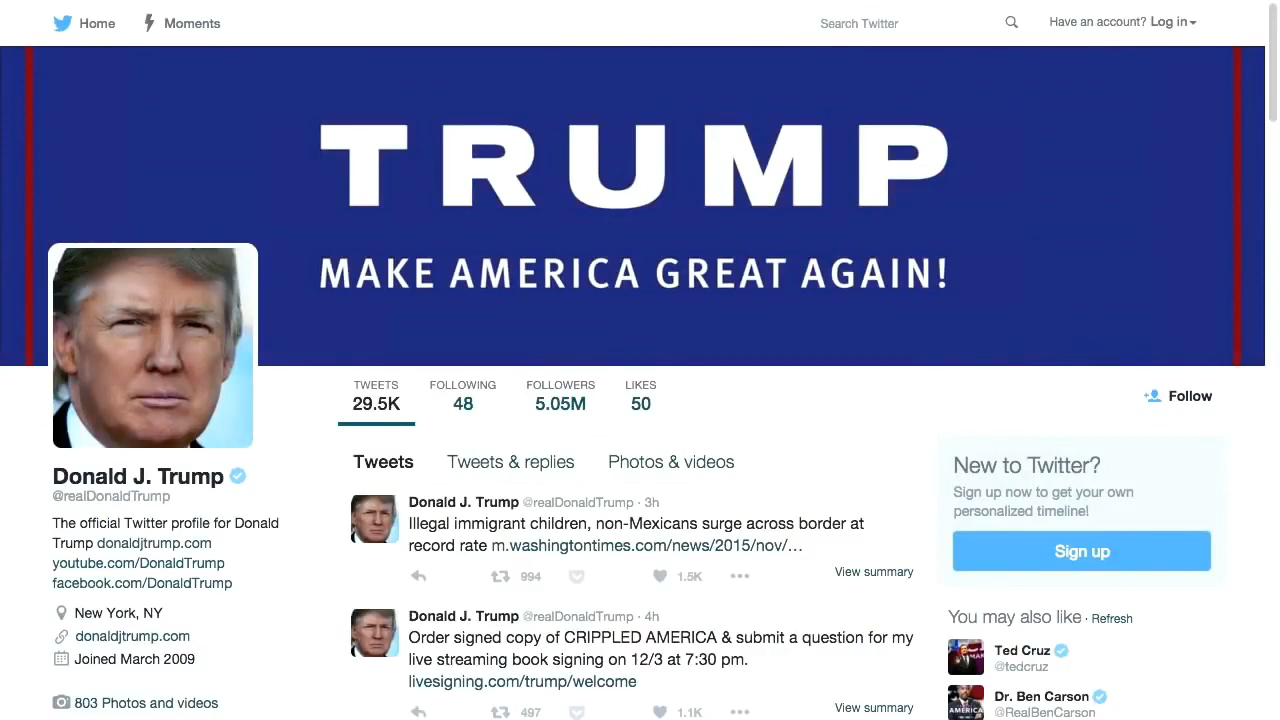 Home Moments Search Twitter Have an account? Log in
TRUMP
MAKE AMERICA GREAT AGAIN!
TWEETS FOLLOWING FOLLOWERS LIKES
29.5K 48 5.05M 50
Follow
Donald J. Trump
@realDonaldTrump
The official Twitter profile for Donald
Trump donaldjtrump.com
youtube.com/DonaldTrump
facebook.com/DonaldTrump
New York, NY
donaldjtrump.com
Joined March 2009
803 Photos and videos
Tweets Tweets & replies Photos & videos
Donald J. Trump @realDonaldTrump · 3h
Illegal immigrant children, non-Mexicans surge across border at
record rate m.washingtontimes.com/news/2015/nov/…
994 1.5K View summary
Donald J. Trump @realDonaldTrump · 4h
Order signed copy of CRIPPLED AMERICA & submit a question for my
live streaming book signing on 12/3 at 7:30 pm.
livesigning.com/trump/welcome
497 1.1K View summary
New to Twitter?
Sign up now to get your own
personalized timeline!
Sign up
You may also like · Refresh
Ted Cruz
@tedcruz
Dr. Ben Carson
@RealBenCarson
AMERICA